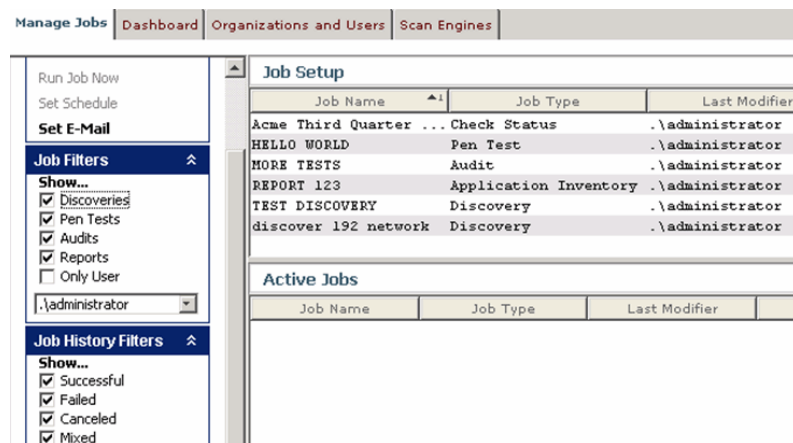 Manage Jobs Dashboard Organizations and Users Scan Engines
Run Job Now
Set Schedule
Set E-Mail
Job Filters
Show...
Discoveries
Pen Tests
Audits
Reports
Only User
.\administrator
Job History Filters
Show...
Successful
Failed
Canceled
Mixed
Job Setup
Job Name 1 Job Type Last Modifier
Acme Third Quarter ... Check Status .\administrator
HELLO WORLD Pen Test .\administrator
MORE TESTS Audit .\administrator
REPORT 123 Application Inventory .\administrator
TEST DISCOVERY Discovery .\administrator
discover 192 network Discovery .\administrator
Active Jobs
Job Name Job Type Last Modifier